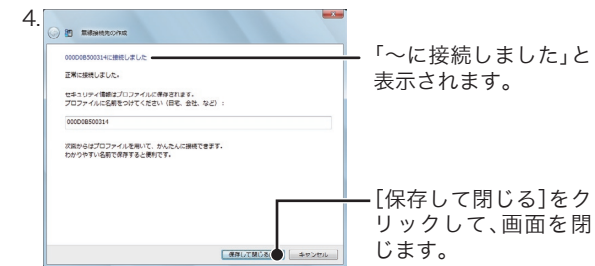 4.
無線接続先の作成
000D0B500314に接続しました
正常に接続しました。
セキュリティ情報はプロファイルに保存されます。
プロファイルに名前をつけてください（自宅、会社、など）：
000D0B500314
次回からはプロファイルを用いて、かんたんに接続できます。
わかりやすい名前で保存すると便利です。
保存して閉じる
キャンセル
「～に接続しました」と
表示されます。
[保存して閉じる]をク
リックして、画面を閉
じます。